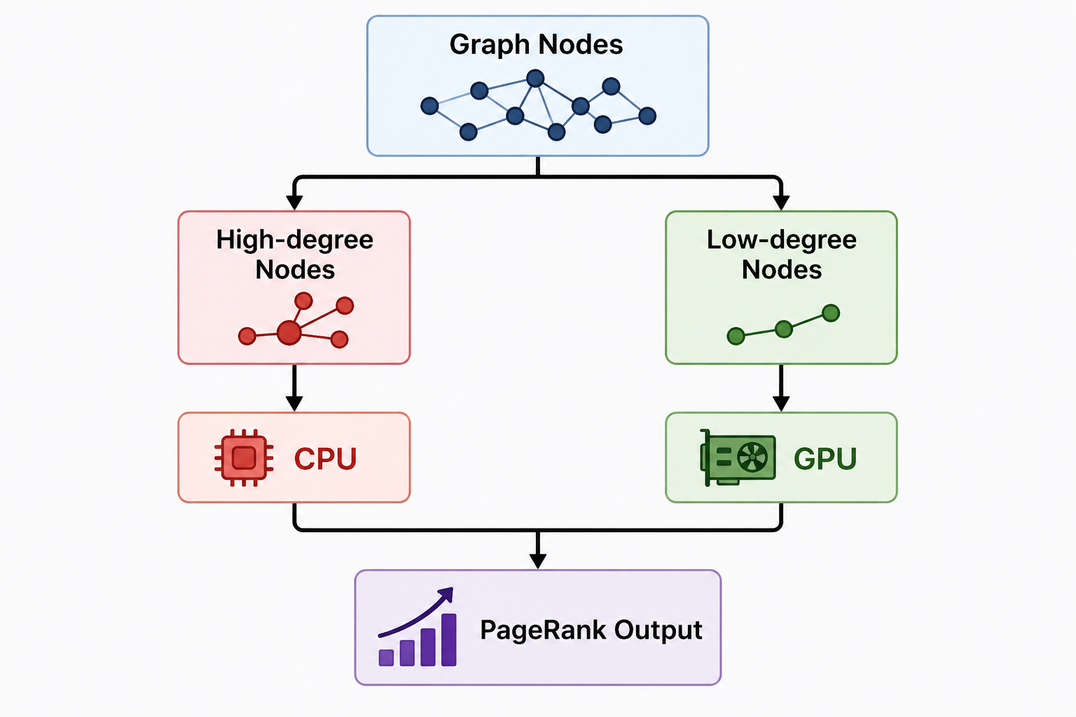 Graph Nodes
High-degree
Nodes
Low-degree
Nodes
CPU
GPU
PageRank Output